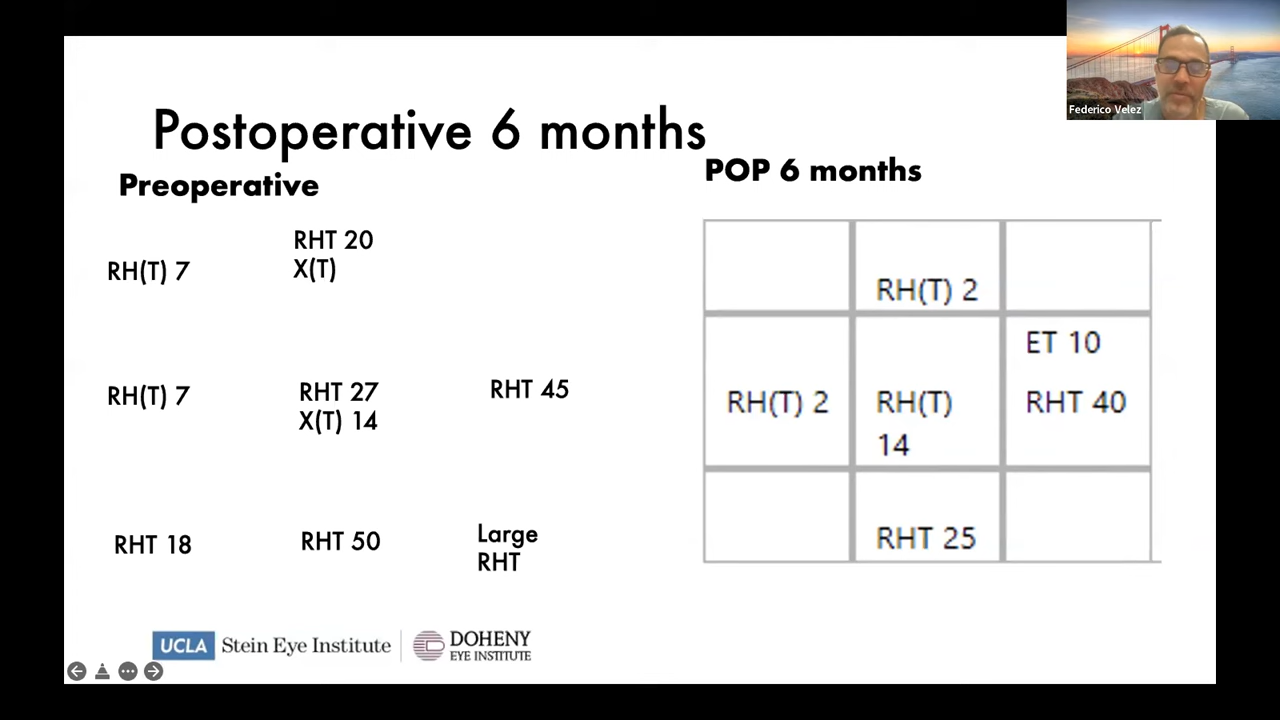 Federico Velez
Postoperative 6 months
Preoperative
RH(T) 7
RHT 20
X(T)
RH(T) 7
RHT 27
X(T) 14
RHT 45
RHT 18
RHT 50
Large
RHT
POP 6 months
RH(T) 2
RH(T) 2
RH(T)
14
ET 10
RHT 40
RHT 25
UCLA Stein Eye Institute
DOHENY
EYE INSTITUTE